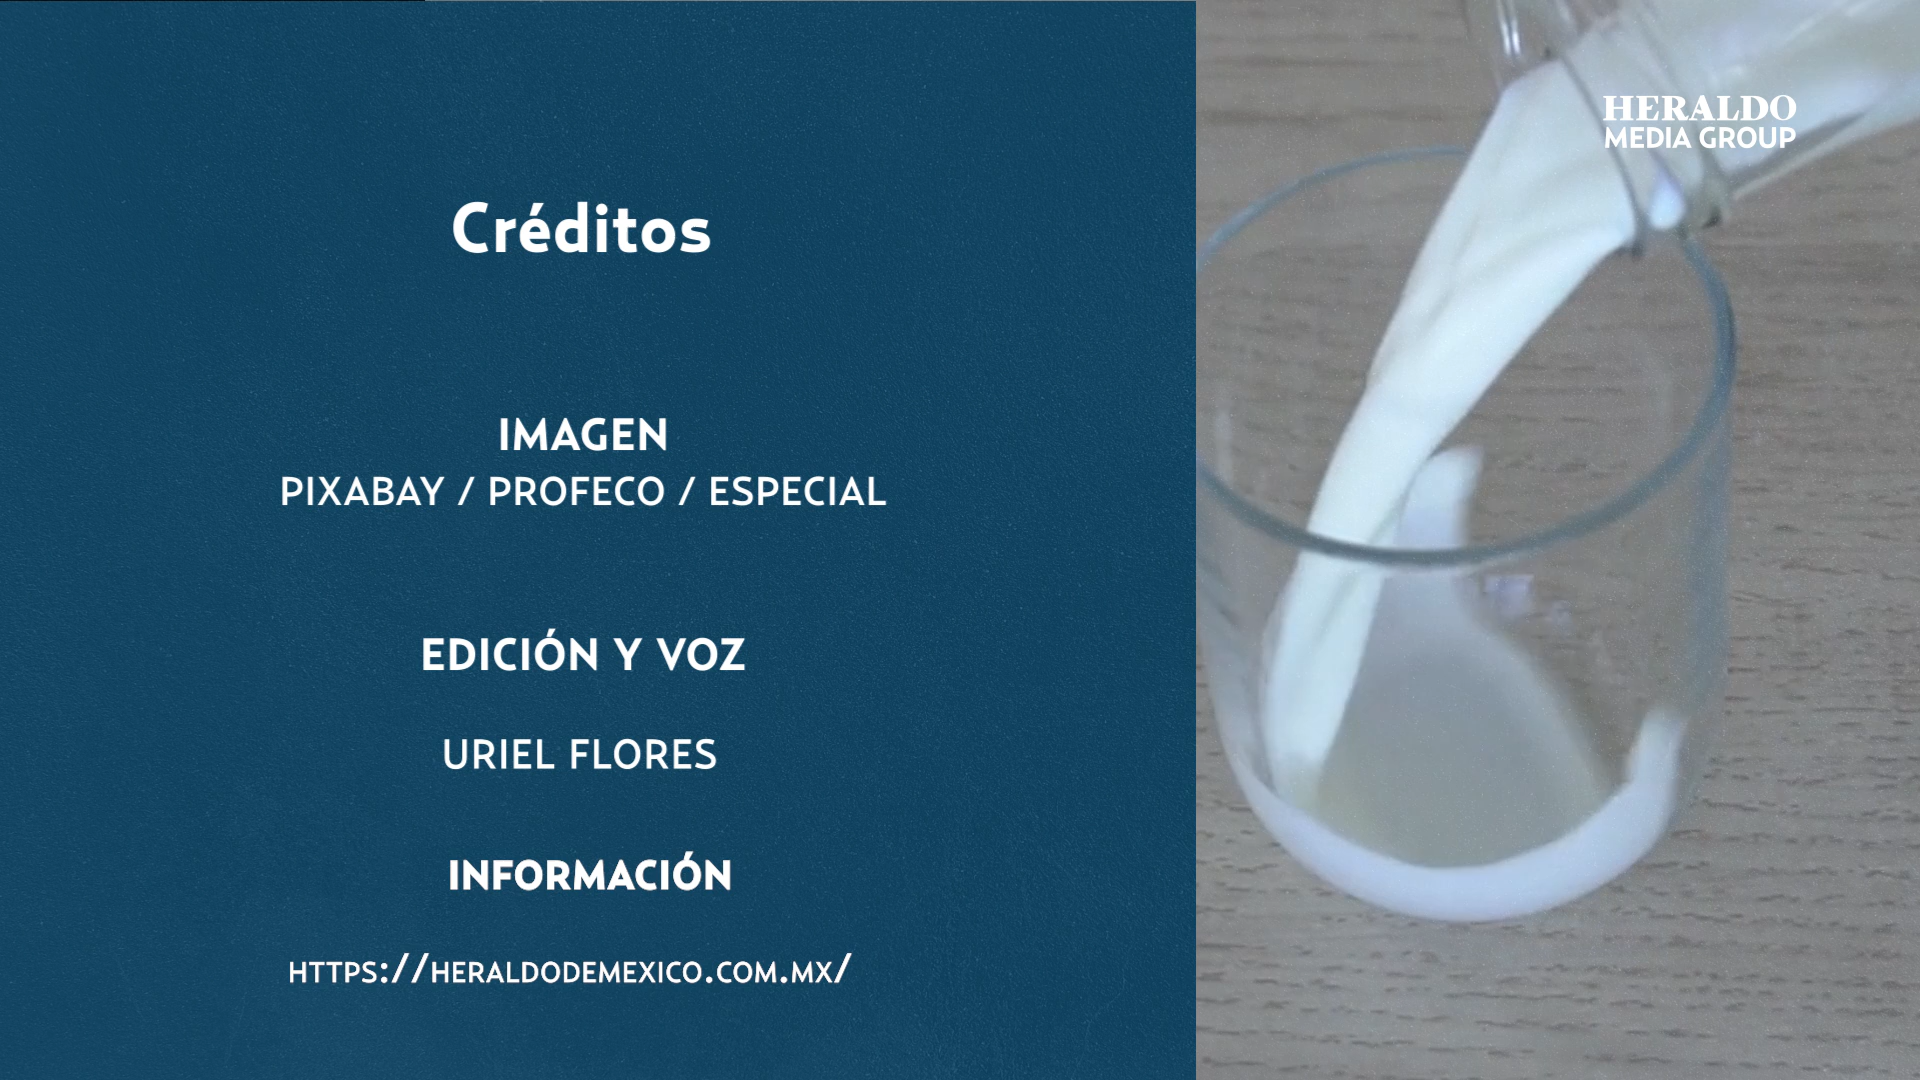 HERALDO
MEDIA GROUP
Créditos
IMAGEN
PIXABAY / PROFECO / ESPECIAL
EDICIÓN Y VOZ
URIEL FLORES
INFORMACIÓN
HTTPS://HERALDODEMEXICO.COM.MX/